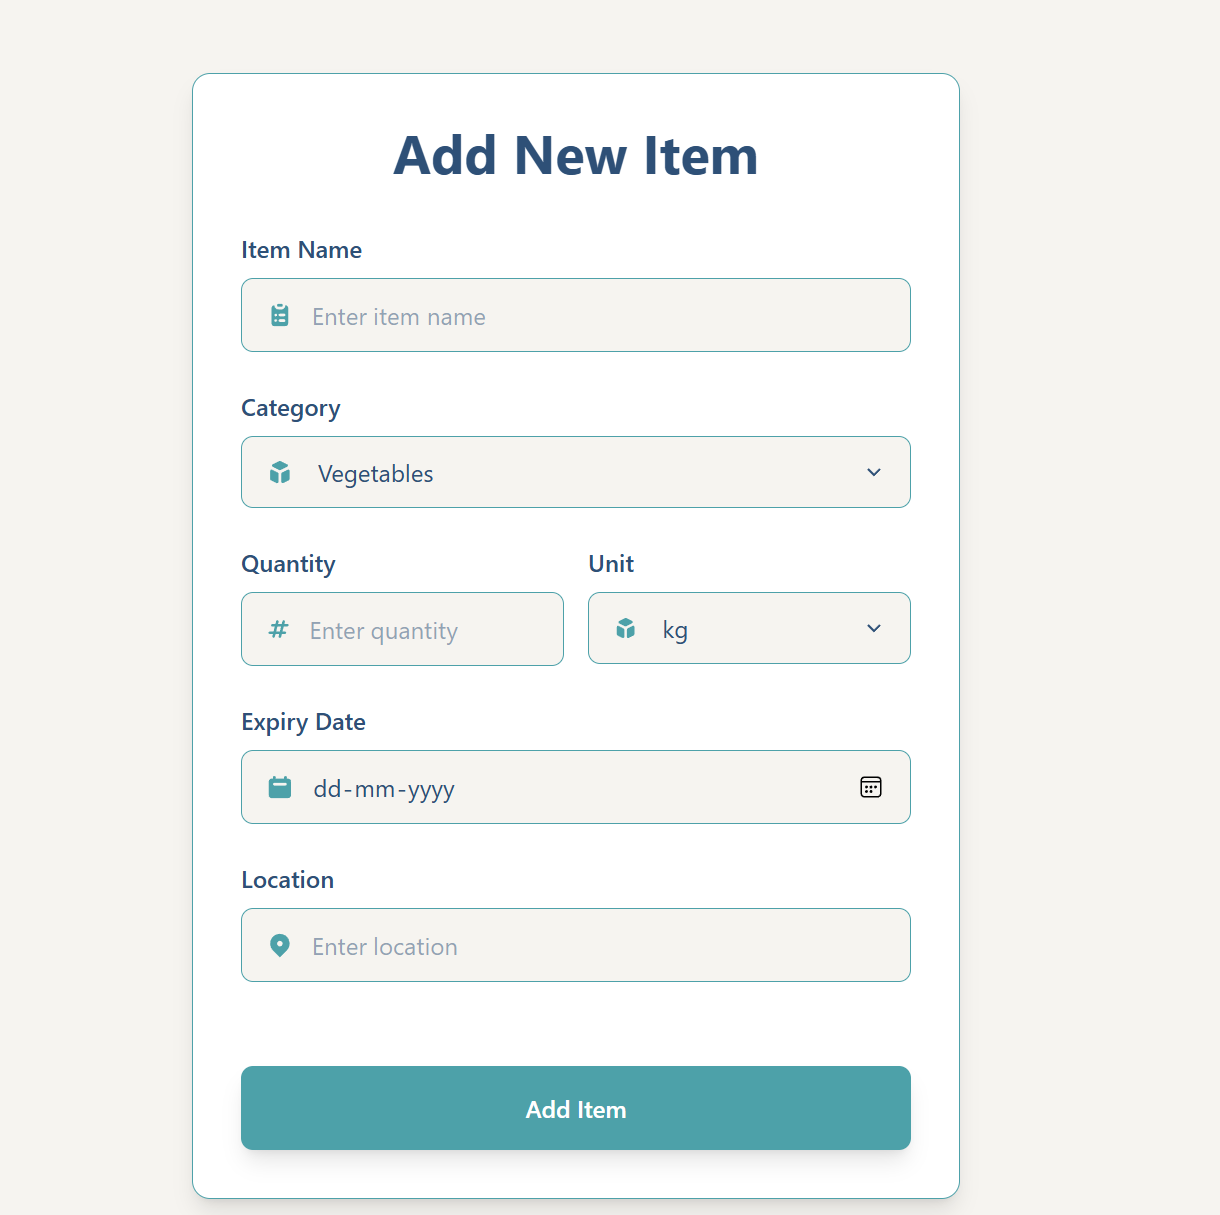 Add New Item
Item Name
Enter item name
Category
Vegetables
Quantity Unit
# Enter quantity kg
Expiry Date
dd-mm-yyyy
Location
Enter location
Add Item